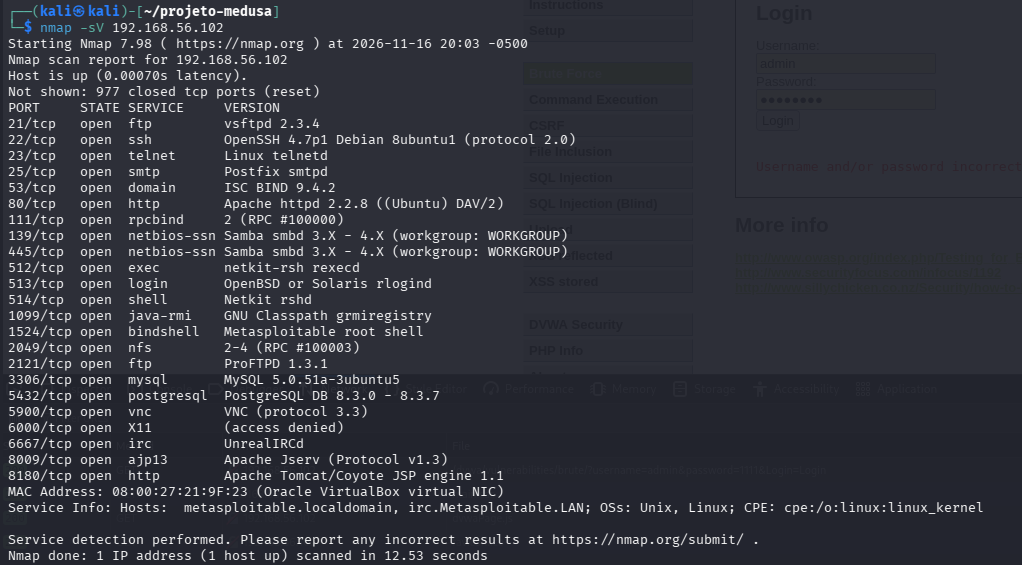 ┌──(kali㉿kali)-[~/projeto-medusa]
└─$ nmap -sV 192.168.56.102
Starting Nmap 7.98 ( https://nmap.org ) at 2026-11-16 20:03 -0500
Nmap scan report for 192.168.56.102
Host is up (0.00070s latency).
Not shown: 977 closed tcp ports (reset)
PORT     STATE SERVICE     VERSION
21/tcp   open  ftp         vsftpd 2.3.4
22/tcp   open  ssh         OpenSSH 4.7p1 Debian 8ubuntu1 (protocol 2.0)
23/tcp   open  telnet      Linux telnetd
25/tcp   open  smtp        Postfix smtpd
53/tcp   open  domain      ISC BIND 9.4.2
80/tcp   open  http        Apache httpd 2.2.8 ((Ubuntu) DAV/2)
111/tcp  open  rpcbind     2 (RPC #100000)
139/tcp  open  netbios-ssn Samba smbd 3.X - 4.X (workgroup: WORKGROUP)
445/tcp  open  netbios-ssn Samba smbd 3.X - 4.X (workgroup: WORKGROUP)
512/tcp  open  exec        netkit-rsh rexecd
513/tcp  open  login       OpenBSD or Solaris rlogind
514/tcp  open  shell       Netkit rshd
1099/tcp open  java-rmi    GNU Classpath grmiregistry
1524/tcp open  bindshell   Metasploitable root shell
2049/tcp open  nfs         2-4 (RPC #100003)
2121/tcp open  ftp         ProFTPD 1.3.1
3306/tcp open  mysql       MySQL 5.0.51a-3ubuntu5
5432/tcp open  postgresql  PostgreSQL DB 8.3.0 - 8.3.7
5900/tcp open  vnc         VNC (protocol 3.3)
6000/tcp open  X11         (access denied)
6667/tcp open  irc         UnrealIRCd
8009/tcp open  ajp13       Apache Jserv (Protocol v1.3)
8180/tcp open  http        Apache Tomcat/Coyote JSP engine 1.1
MAC Address: 08:00:27:21:9F:23 (Oracle VirtualBox virtual NIC)
Service Info: Hosts:  metasploitable.localdomain, irc.Metasploitable.LAN; OSs: Unix, Linux; CPE: cpe:/o:linux:linux_kernel

Service detection performed. Please report any incorrect results at https://nmap.org/submit/ .
Nmap done: 1 IP address (1 host up) scanned in 12.53 seconds
Instructions
Setup
Brute Force
Command Execution
CSRF
File Inclusion
SQL Injection
SQL Injection (Blind)
reflected
XSS stored
DVWA Security
PHP Info
Login
Username:
admin
Password:
●●●●●●●●
Login
Username and/or password incorrect
More info
Editor
Performance
Memory
Storage
Accessibility
Application
File